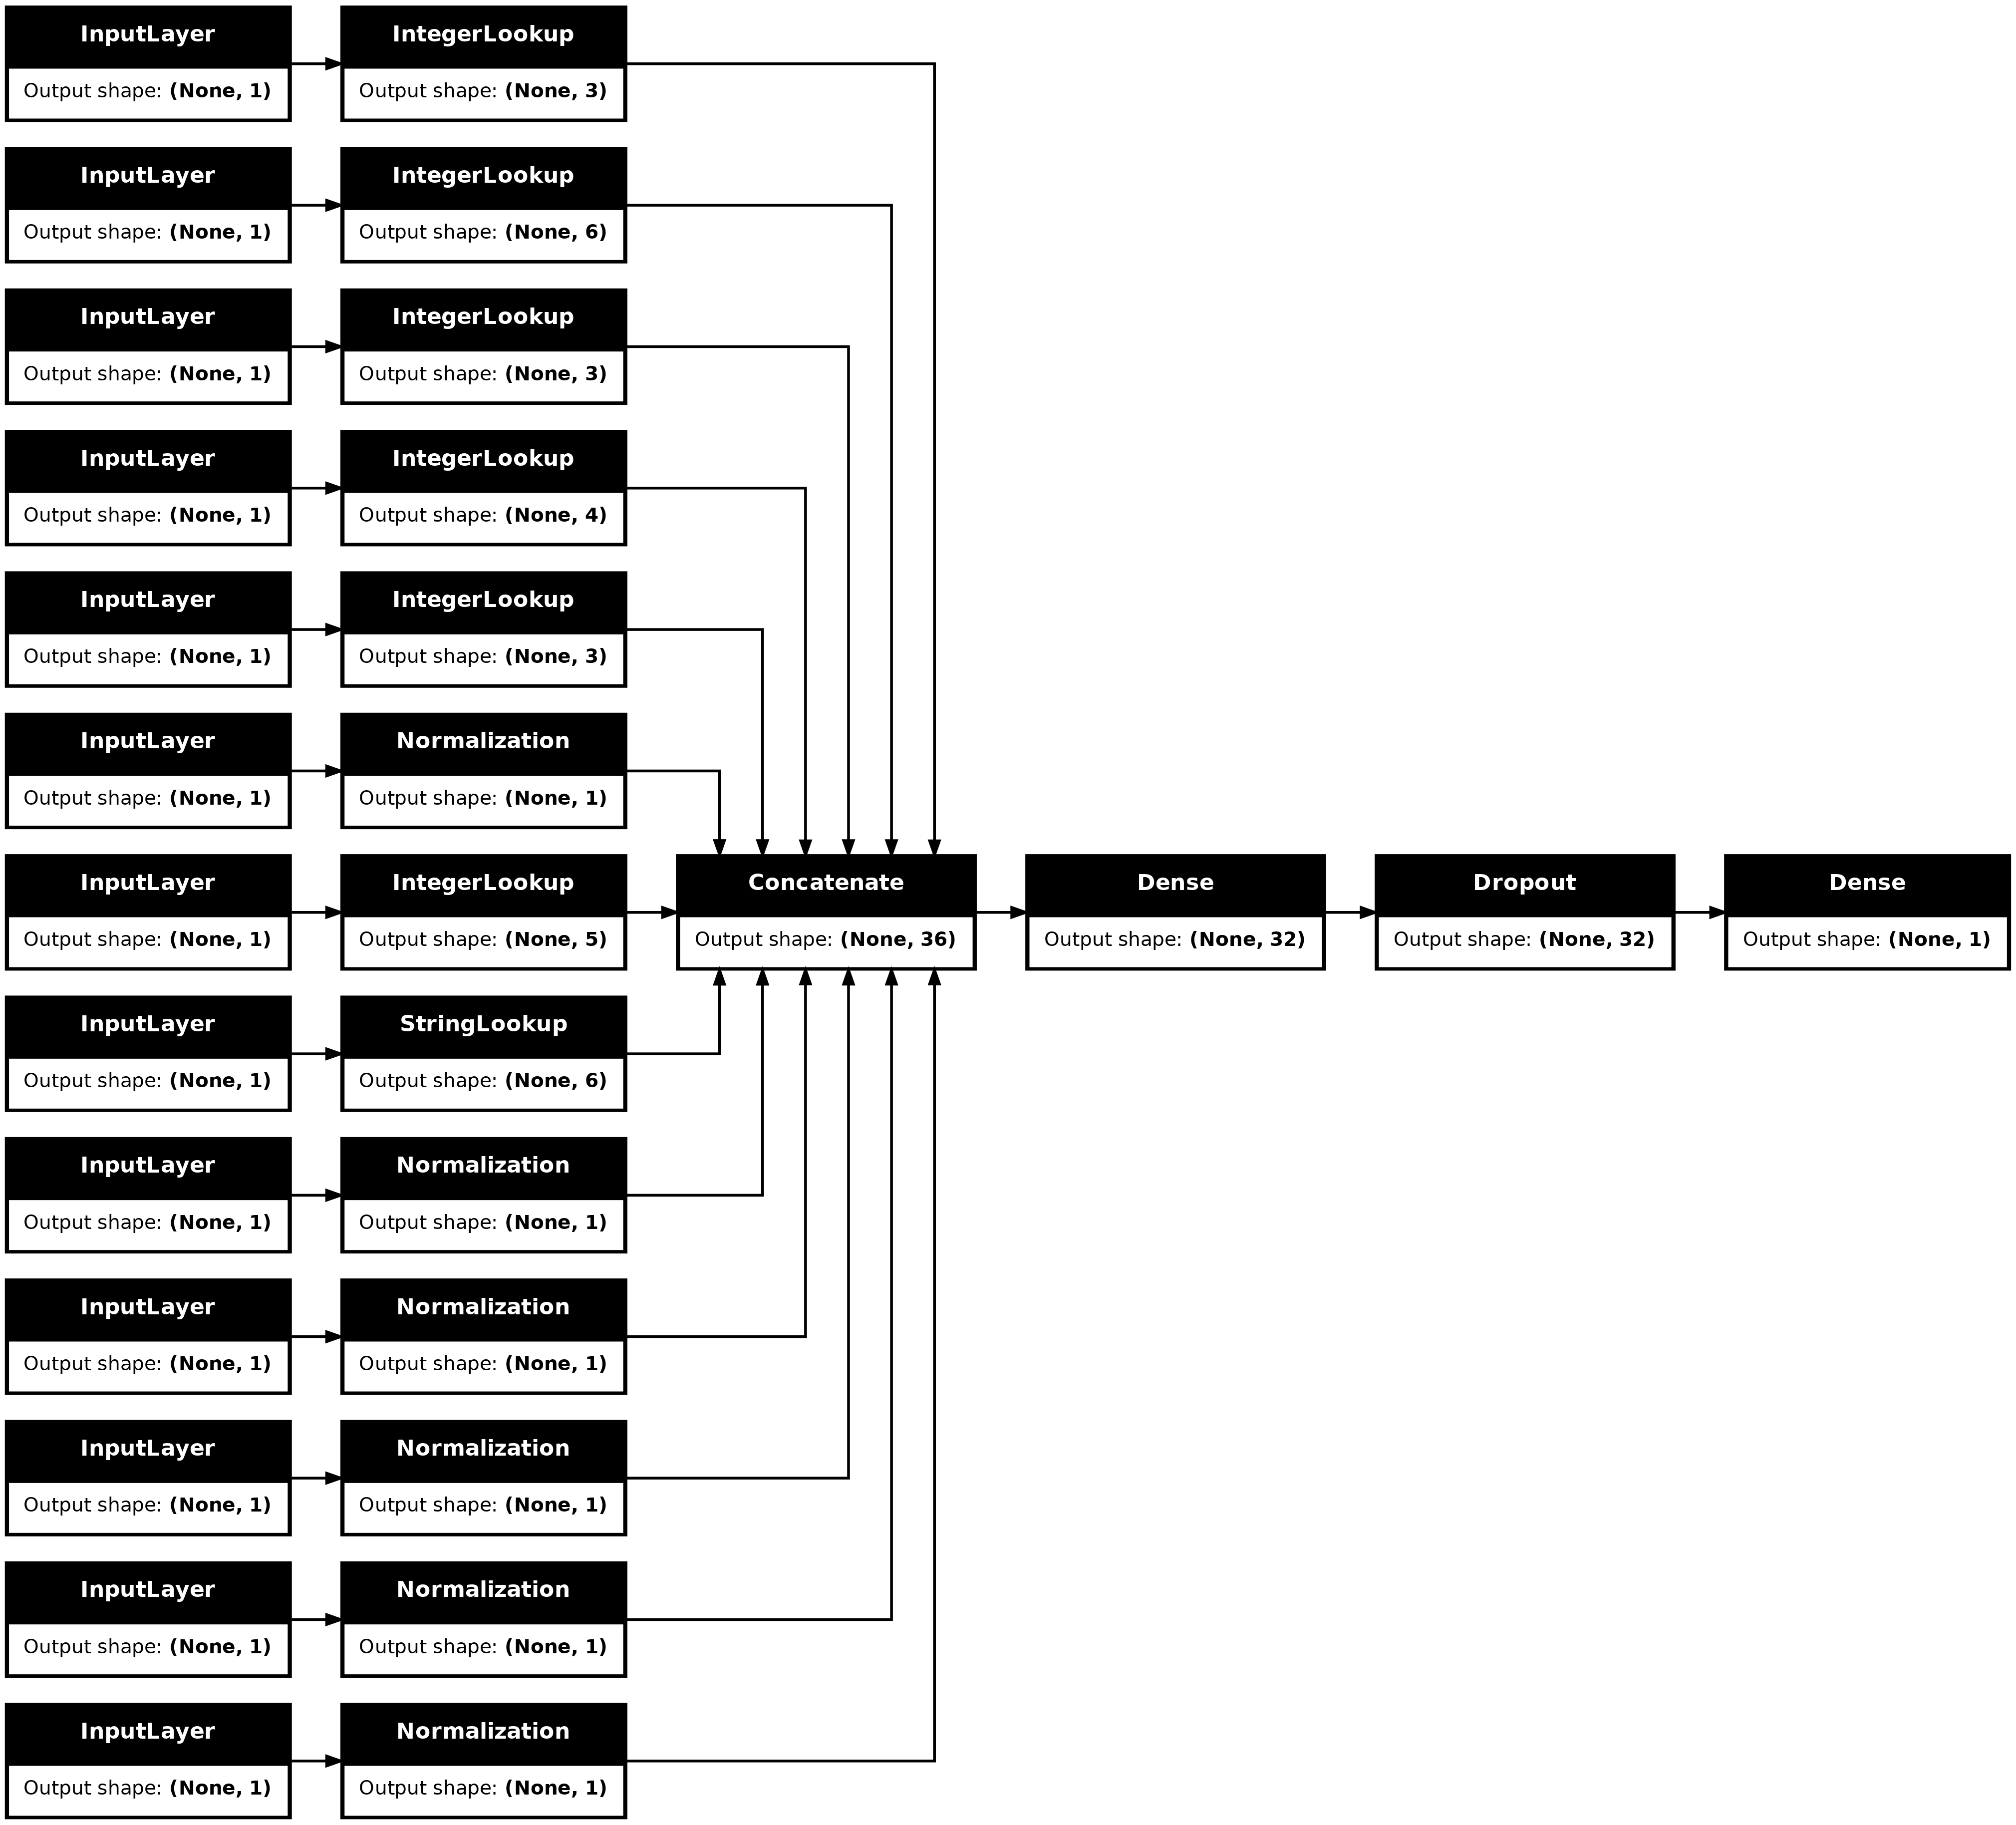 InputLayer
Output shape: (None, 1)
IntegerLookup
Output shape: (None, 3)
InputLayer
Output shape: (None, 1)
IntegerLookup
Output shape: (None, 6)
InputLayer
Output shape: (None, 1)
IntegerLookup
Output shape: (None, 3)
InputLayer
Output shape: (None, 1)
IntegerLookup
Output shape: (None, 4)
InputLayer
Output shape: (None, 1)
IntegerLookup
Output shape: (None, 3)
InputLayer
Output shape: (None, 1)
Normalization
Output shape: (None, 1)
InputLayer
Output shape: (None, 1)
IntegerLookup
Output shape: (None, 5)
Concatenate
Output shape: (None, 36)
Dense
Output shape: (None, 32)
Dropout
Output shape: (None, 32)
Dense
Output shape: (None, 1)
InputLayer
Output shape: (None, 1)
StringLookup
Output shape: (None, 6)
InputLayer
Output shape: (None, 1)
Normalization
Output shape: (None, 1)
InputLayer
Output shape: (None, 1)
Normalization
Output shape: (None, 1)
InputLayer
Output shape: (None, 1)
Normalization
Output shape: (None, 1)
InputLayer
Output shape: (None, 1)
Normalization
Output shape: (None, 1)
InputLayer
Output shape: (None, 1)
Normalization
Output shape: (None, 1)